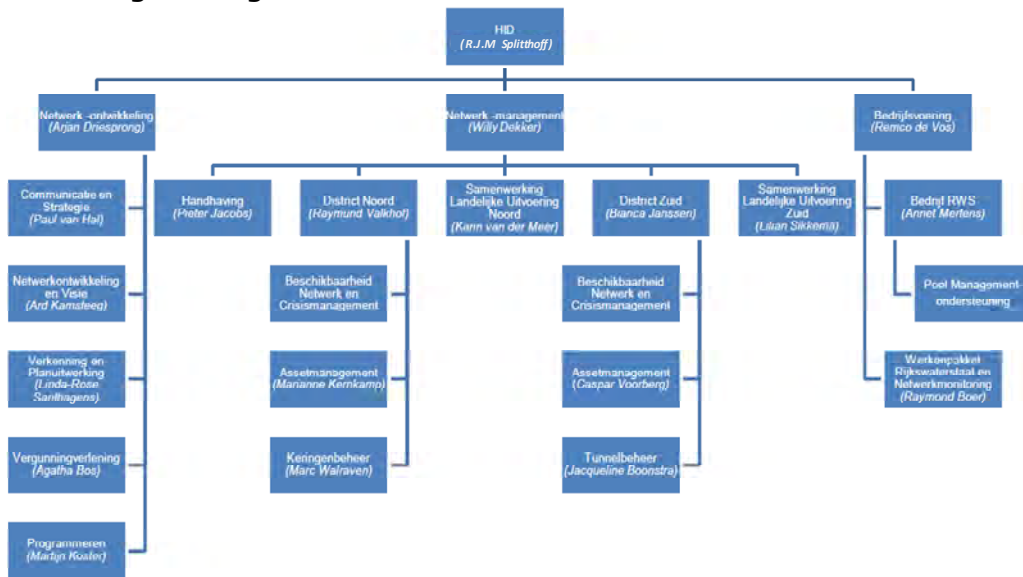 HID
(R.J.M Splitthoff)
Netwerk -ontwikkeling
(Arjan Driesprong)
Netwerk -management
(Willy Dekker)
Bedrijfsvoering
(Remco de Vos)
Communicatie en
Strategie
(Paul van Hal)
Handhaving
(Pieter Jacobs)
District Noord
(Raymund Valkhof)
Samenwerking
Landelijke Uitvoering
Noord
(Karin van der Meer)
District Zuid
(Bianca Janssen)
Samenwerking
Landelijke Uitvoering
Zuid
(Lilian Sikkema)
Bedrijf RWS
(Annet Mertens)
Netwerkontwikkeling
en Visie
(Ard Kamsteeg)
Beschikbaarheid
Netwerk en
Crisismanagement
Beschikbaarheid
Netwerk en
Crisismanagement
Pool Management-
ondersteuning
Verkenning en
Planuitwerking
(Linda-Rose
Santhagens)
Assetmanagement
(Marianne Kernkamp)
Assetmanagement
(Caspar Voorberg)
Werkenpakket
Rijkswaterstaat en
Netwerkmonitoring
(Raymond Boer)
Vergunningverlening
(Agatha Bos)
Keringenbeheer
(Marc Walraven)
Tunnelbeheer
(Jacqueline Boonstra)
Programmeren
(Martijn Koster)